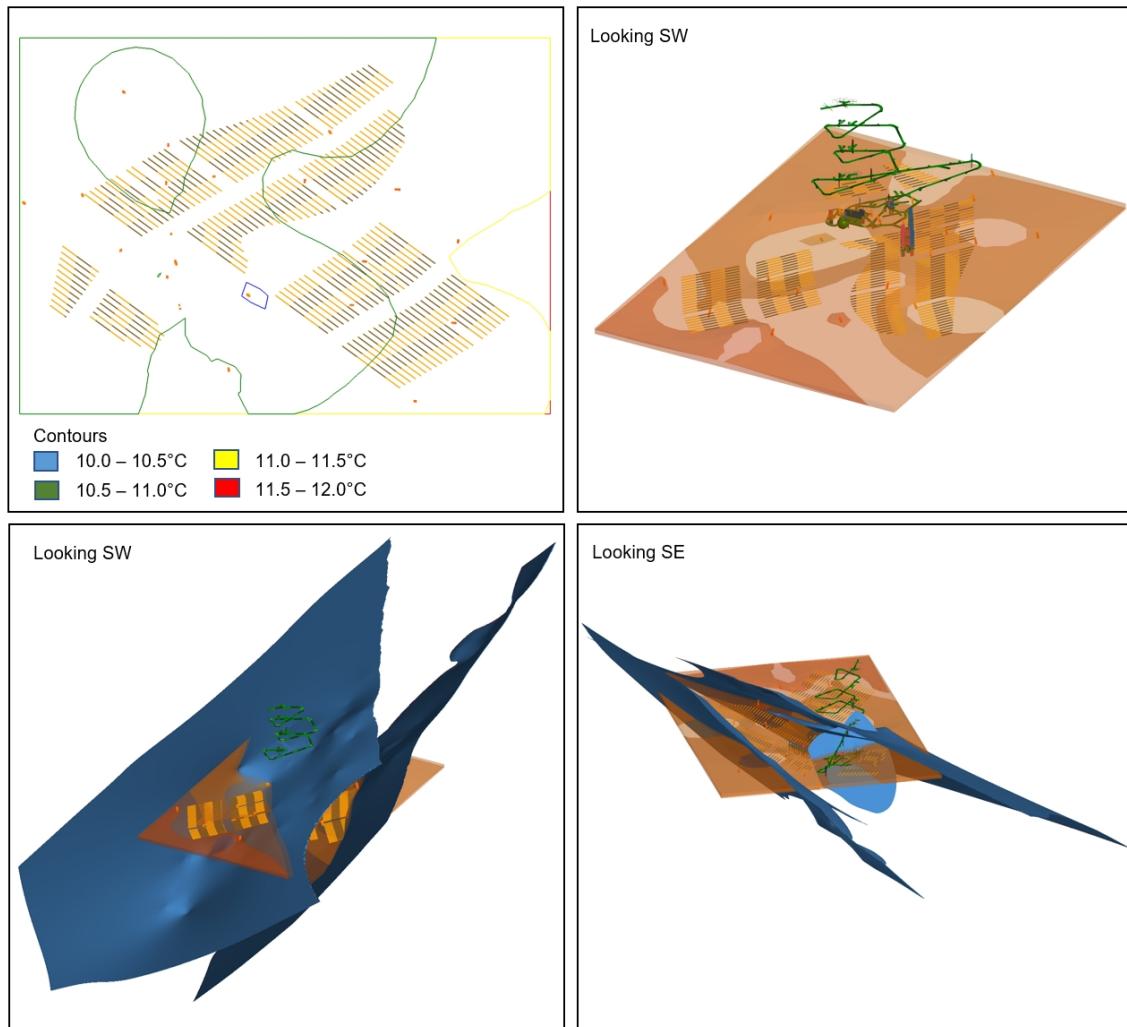 Looking SW
Contours
10.0 – 10.5°C
11.0 – 11.5°C
10.5 – 11.0°C
11.5 – 12.0°C
Looking SW
Looking SE